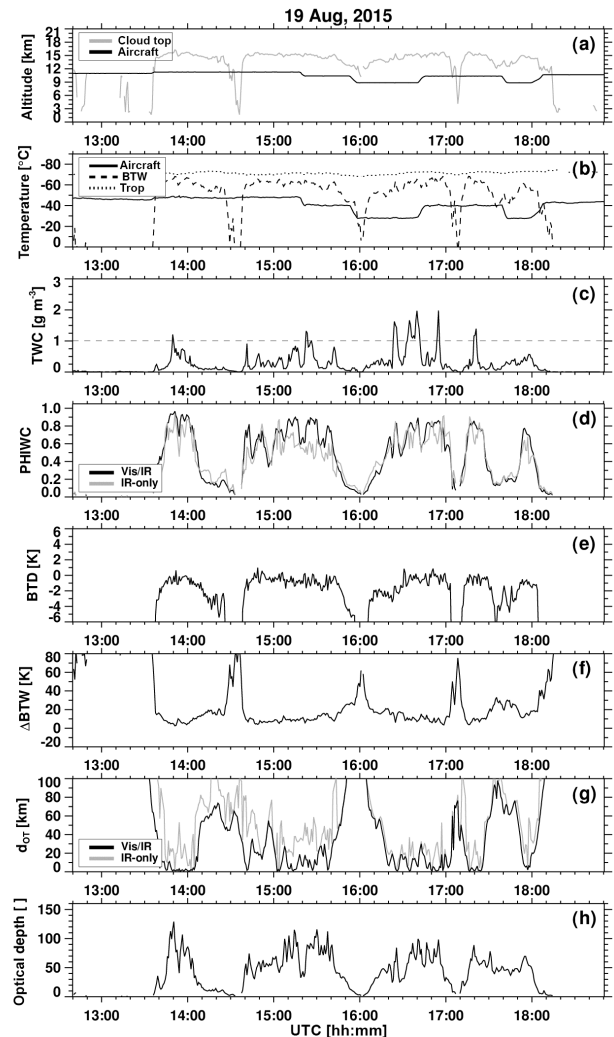 19 Aug, 2015
Altitude [km]
21
18
15
12
9
6
3
0
Cloud top
Aircraft
(a)
13:00 14:00 15:00 16:00 17:00 18:00
Temperature [°C]
-80
-60
-40
-20
0
Aircraft
BTW
Trop
(b)
13:00 14:00 15:00 16:00 17:00 18:00
TWC [g m-3]
3
2
1
0
(c)
13:00 14:00 15:00 16:00 17:00 18:00
PHIWC
1.0
0.8
0.6
0.4
0.2
0.0
Vis/IR
IR-only
(d)
13:00 14:00 15:00 16:00 17:00 18:00
BTD [K]
6
4
2
0
-2
-4
-6
(e)
13:00 14:00 15:00 16:00 17:00 18:00
ΔBTW [K]
80
60
40
20
0
-20
(f)
13:00 14:00 15:00 16:00 17:00 18:00
dOT [km]
100
80
60
40
20
0
Vis/IR
IR-only
(g)
13:00 14:00 15:00 16:00 17:00 18:00
Optical depth [ ]
150
100
50
0
(h)
13:00 14:00 15:00 16:00 17:00 18:00
UTC [hh:mm]